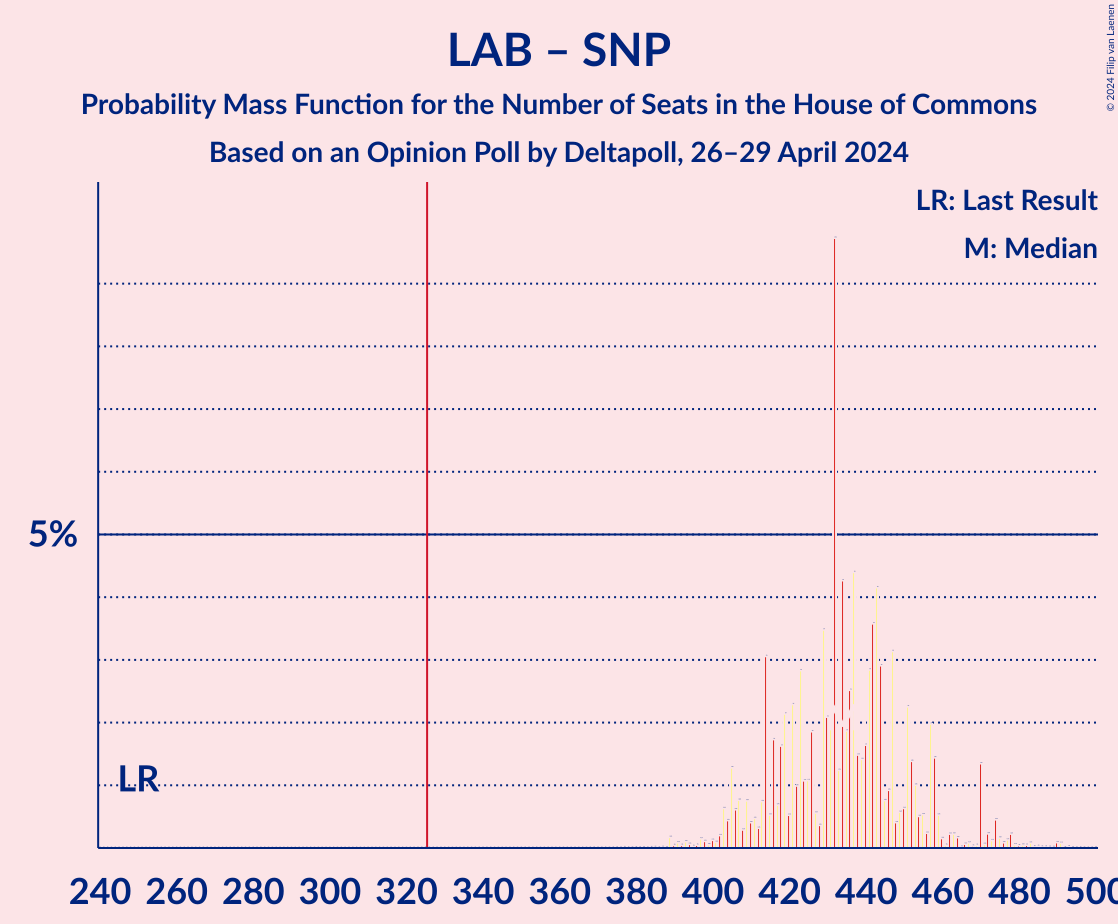 LAB – SNP
Probability Mass Function for the Number of Seats in the House of Commons
Based on an Opinion Poll by Deltapoll, 26–29 April 2024
© 2024 Filip van Laenen
LR: Last Result
M: Median
5%
LR
240 260 280 300 320 340 360 380 400 420 440 460 480 500